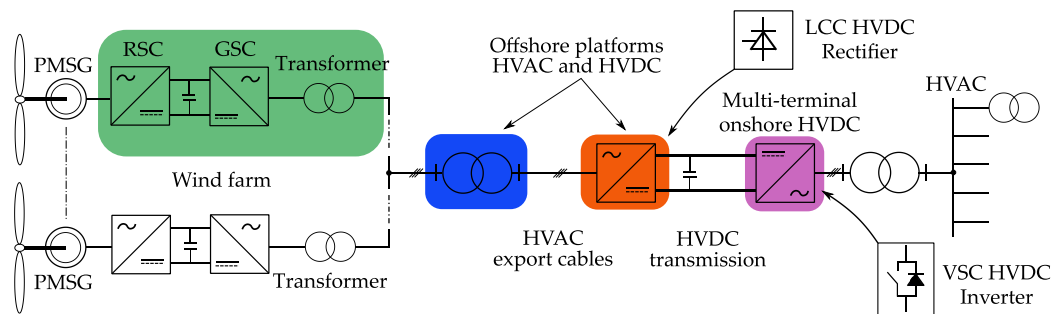 RSC
GSC
PMSG
Transformer
Wind farm
PMSG
Transformer
Offshore platforms
HVAC and HVDC
LCC HVDC
Rectifier
Multi-terminal
onshore HVDC
HVAC
HVAC
export cables
HVDC
transmission
VSC HVDC
Inverter